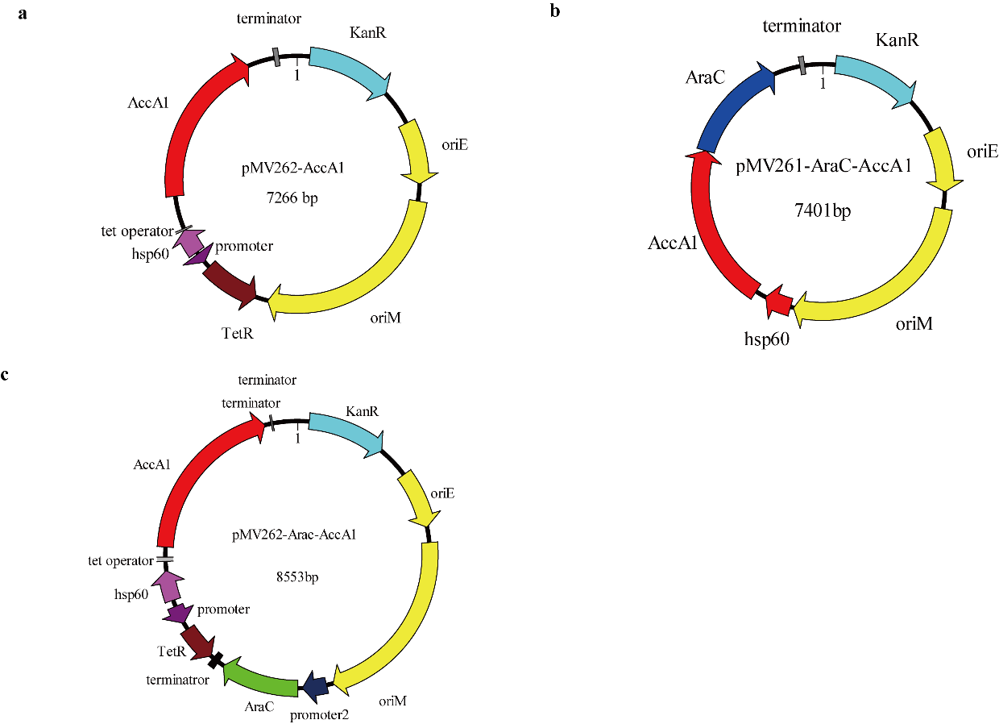 a
terminator
KanR
1
AccA1
oriE
pMV262-AccA1
7266 bp
tet operator
promoter
hsp60
oriM
TetR
b
terminator
KanR
AraC
1
oriE
pMV261-AraC-AccA1
7401bp
AccA1
oriM
hsp60
c
terminator
terminator
KanR
1
AccA1
oriE
pMV262-Arac-AccA1
tet operator
8553bp
hsp60
promoter
TetR
terminatror
oriM
AraC
promoter2